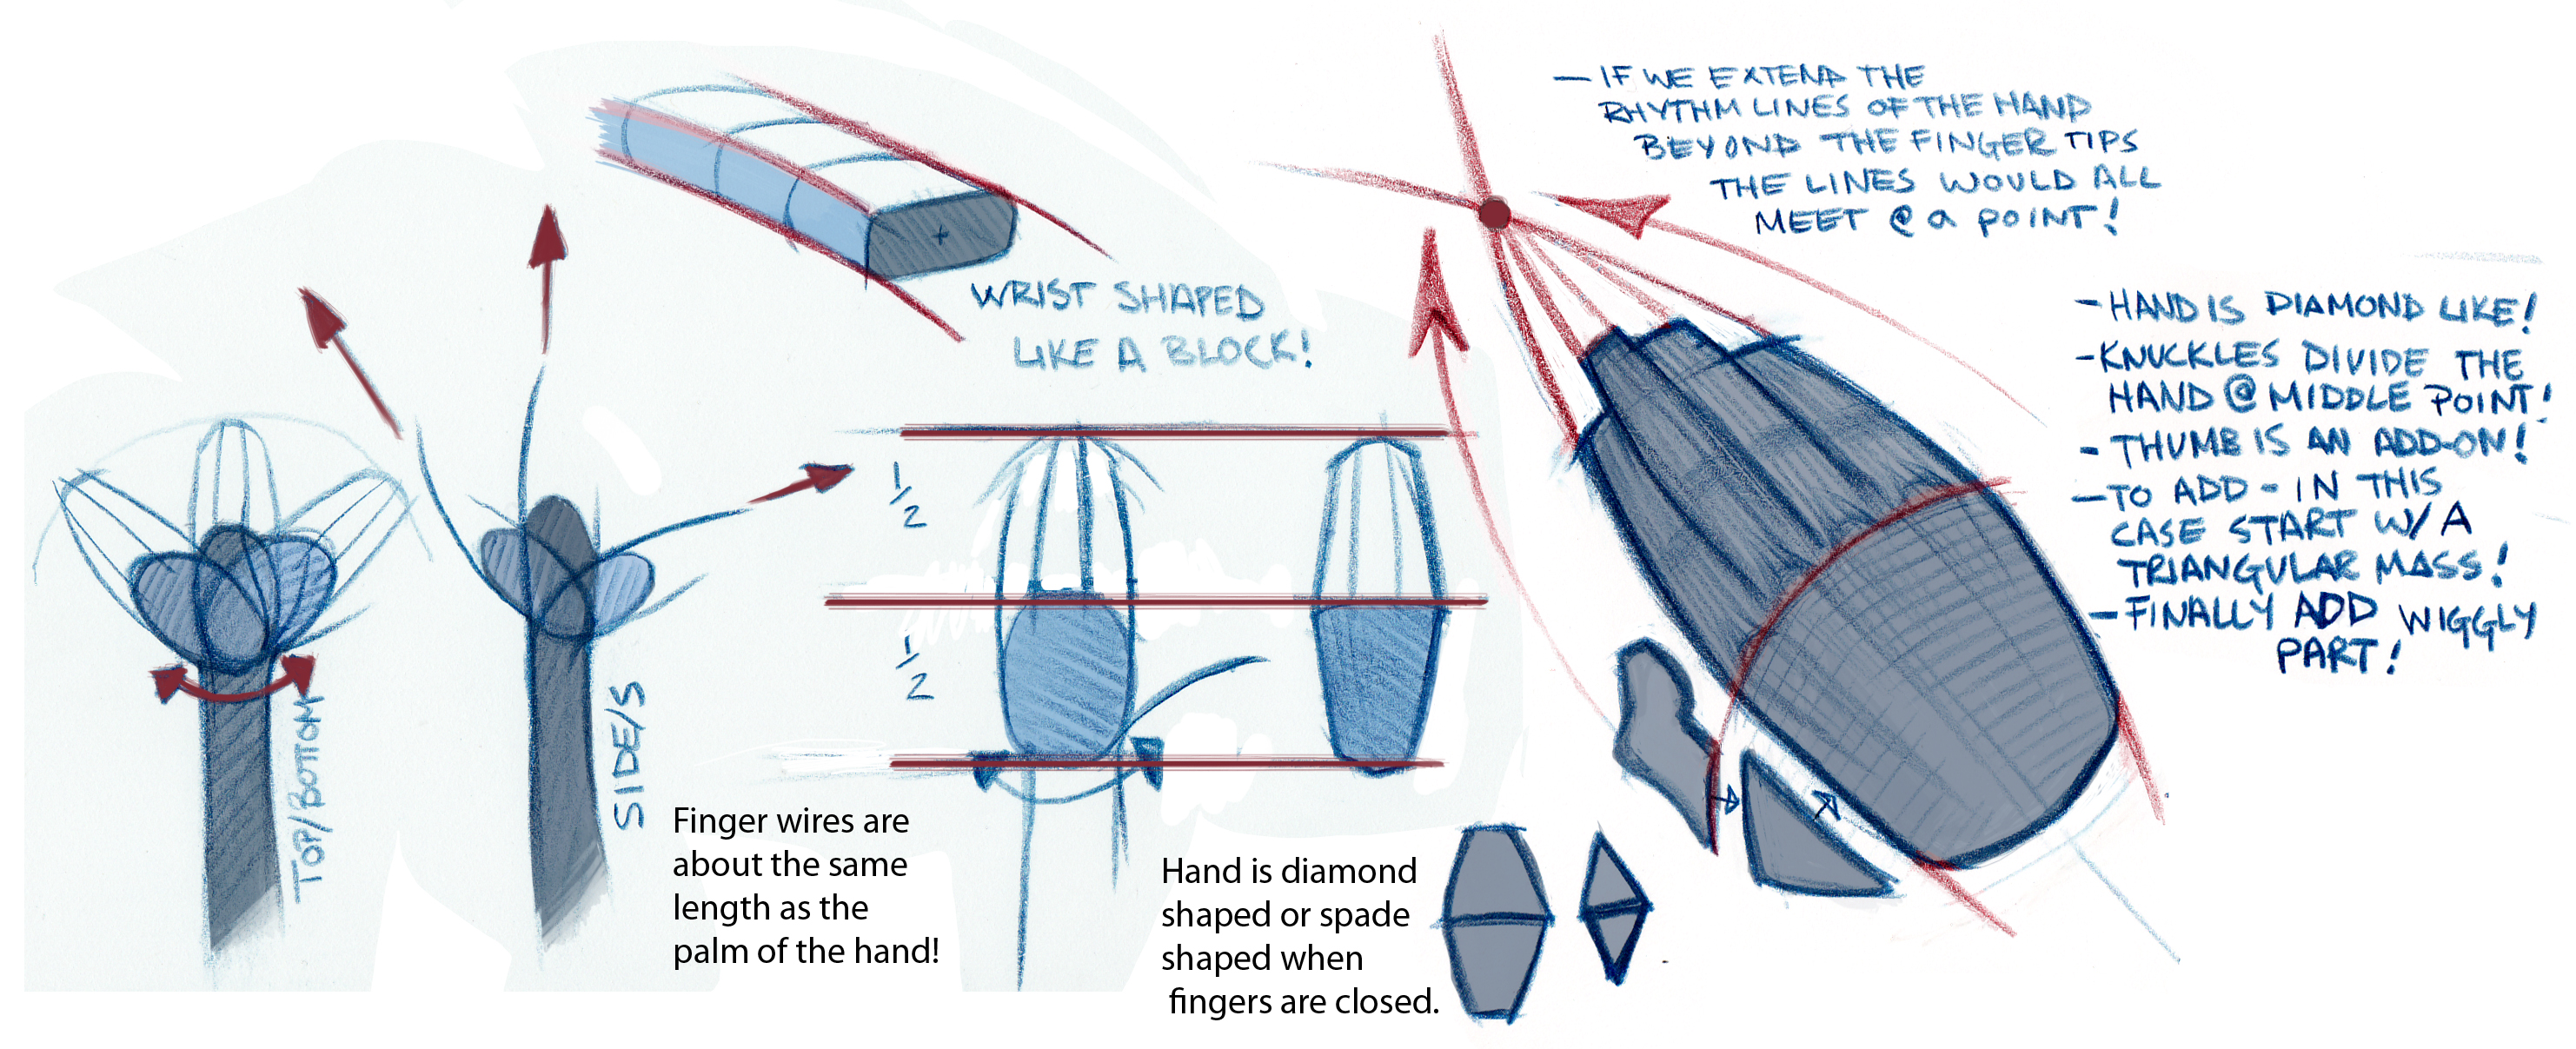 — IF WE EXTEND THE
RHYTHM LINES OF THE HAND
BEYOND THE FINGER TIPS
THE LINES WOULD ALL
MEET @ a POINT!
WRIST SHAPED
LIKE A BLOCK!
- HAND IS DIAMOND LIKE!
- KNUCKLES DIVIDE THE
HAND @ MIDDLE POINT!
- THUMB IS AN ADD-ON!
- TO ADD - IN THIS
CASE START W/ A
TRIANGULAR MASS!
- FINALLY ADD WIGGLY
PART!
1/2
1/2
TOP/BOTTOM
SIDE/S
Finger wires are
about the same
length as the
palm of the hand!
Hand is diamond
shaped or spade
shaped when
fingers are closed.